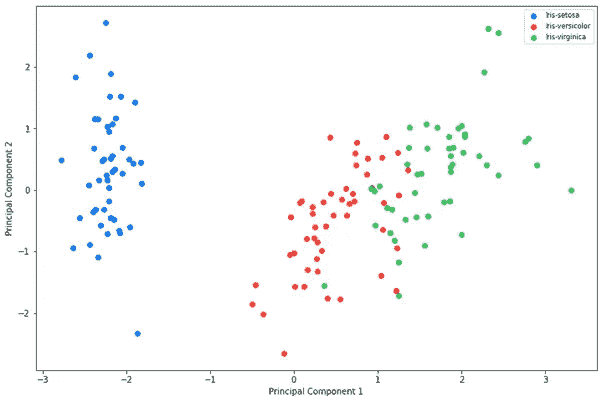 Iris-setosa
Iris-versicolor
Iris-virginica
Principal Component 2
2
1
0
−1
−2
−3
−2
−1
0
1
2
3
Principal Component 1